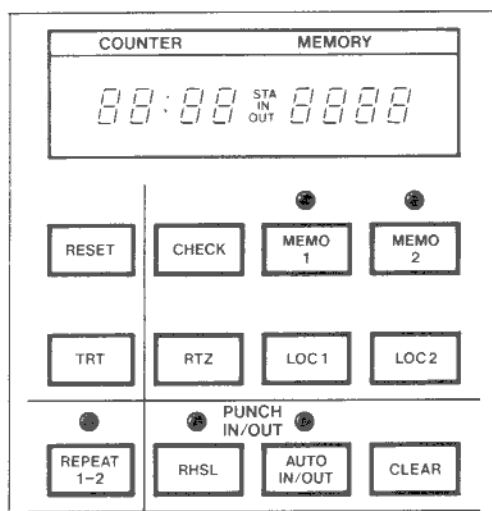 COUNTER MEMORY
88:88 STA IN OUT 8888
RESET
CHECK
MEMO 1
MEMO 2
TRT
RTZ
LOC 1
LOC 2
PUNCH IN/OUT
REPEAT 1-2
RHSL
AUTO IN/OUT
CLEAR